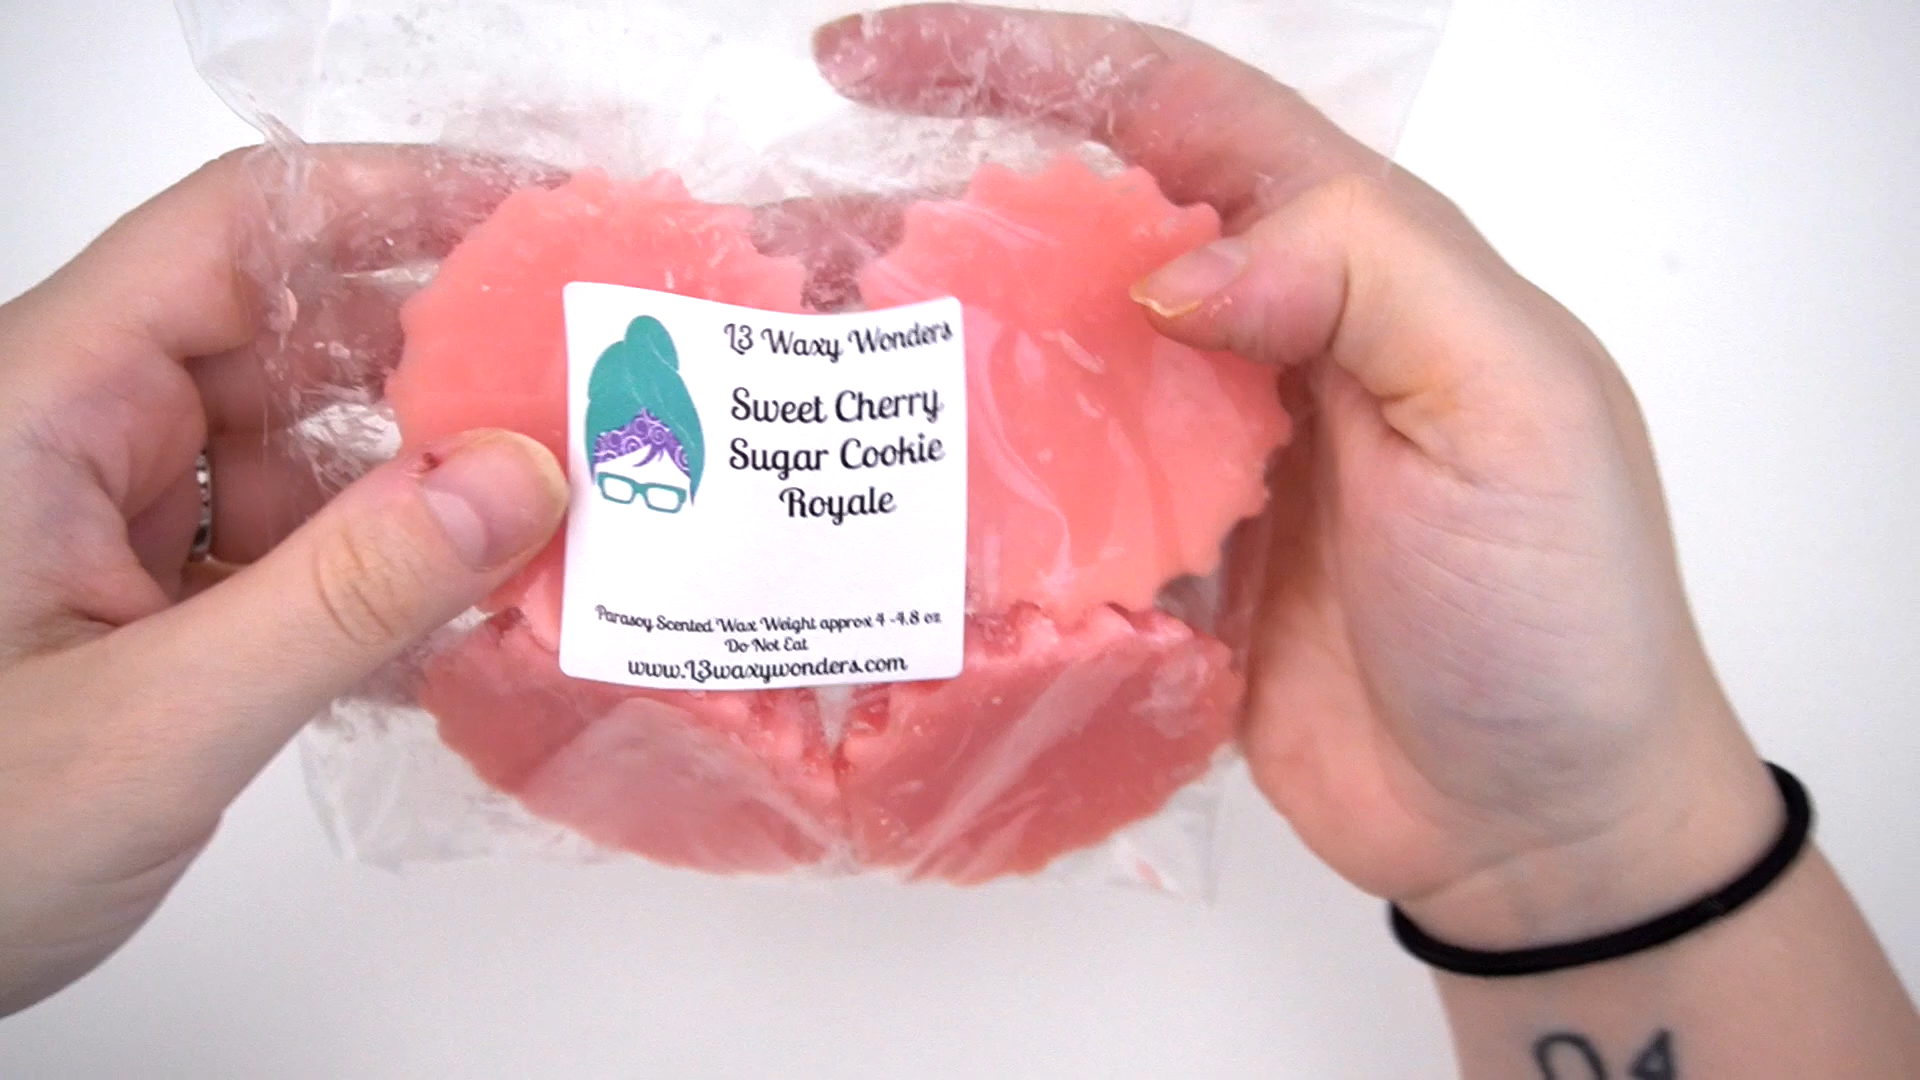 L3 Waxy Wonders
Sweet Cherry
Sugar Cookie
Royale
Parasoy Scented Wax Weight approx 4 -4.8 oz
Do Not Eat
www.L3waxywonders.com
04